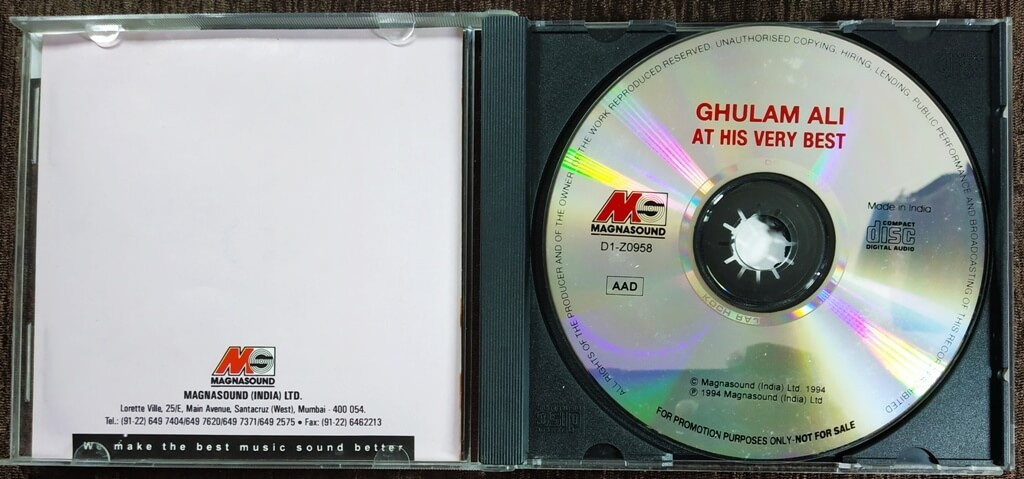 MS
MAGNASOUND
MAGNASOUND (INDIA) LTD.
Lorette Ville, 25/E, Main Avenue, Santacruz (West), Mumbai - 400 054.
Tel.: (91-22) 649 7404/649 7620/649 7371/649 2575 • Fax: (91-22) 6462213
We make the best music sound better
ALL RIGHTS OF THE PRODUCER AND OF THE OWNER OF THE WORK REPRODUCED RESERVED. UNAUTHORISED COPYING, HIRING, LENDING, PUBLIC PERFORMANCE AND BROADCASTING OF THIS
GHULAM ALI
AT HIS VERY BEST
MS
MAGNASOUND
D1-Z0958
AAD
Made in India
COMPACT
disc
DIGITAL AUDIO
© Magnasound (India) Ltd. 1994
℗ 1994 Magnasound (India) Ltd
FOR PROMOTION PURPOSES ONLY-NOT FOR SALE